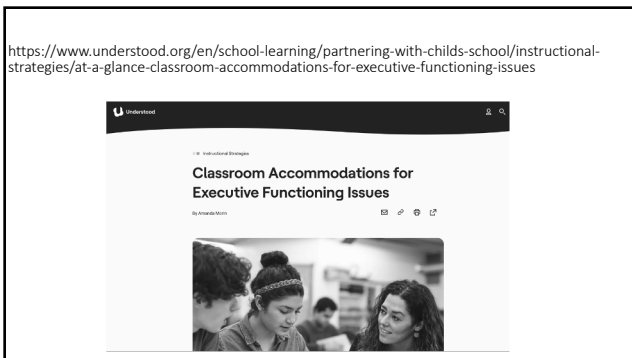 https://www.understood.org/en/school-learning/partnering-with-childs-school/instructional-
strategies/at-a-glance-classroom-accommodations-for-executive-functioning-issues
Understood
Instructional Strategies
Classroom Accommodations for
Executive Functioning Issues
By Amanda Morin